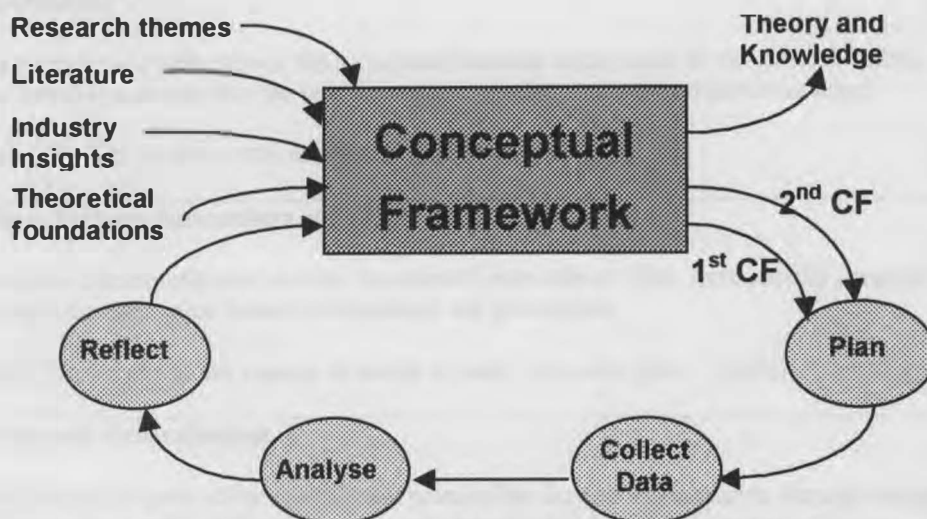 Research themes
Literature
Industry
Insights
Theoretical
foundations
Conceptual
Framework
Theory and
Knowledge
2nd CF
1st CF
Plan
Collect
Data
Analyse
Reflect